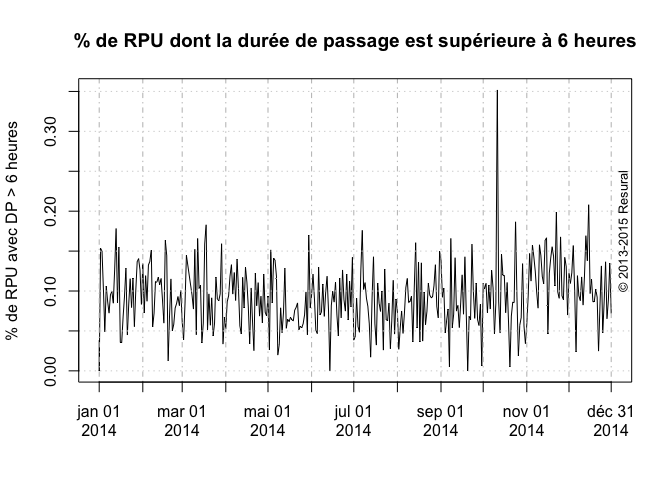 % de RPU dont la durée de passage est supérieure à 6 heures
% de RPU avec DP > 6 heures
0.30
0.20
0.10
0.00
© 2013-2015 Resural
jan 01 mar 01 mai 01 jul 01 sep 01 nov 01 déc 31
2014 2014 2014 2014 2014 2014 2014